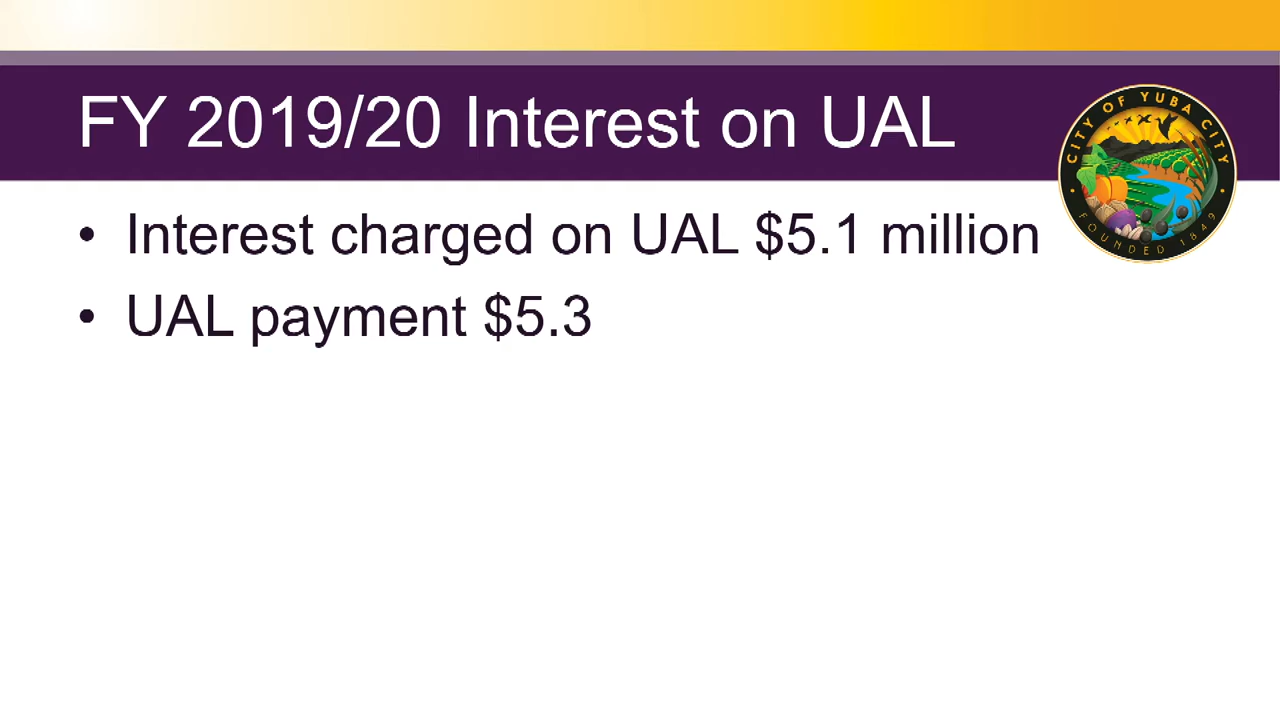 FY 2019/20 Interest on UAL
CITY OF YUBA CITY
• Interest charged on UAL $5.1 million
FOUNDED 1849
• UAL payment $5.3